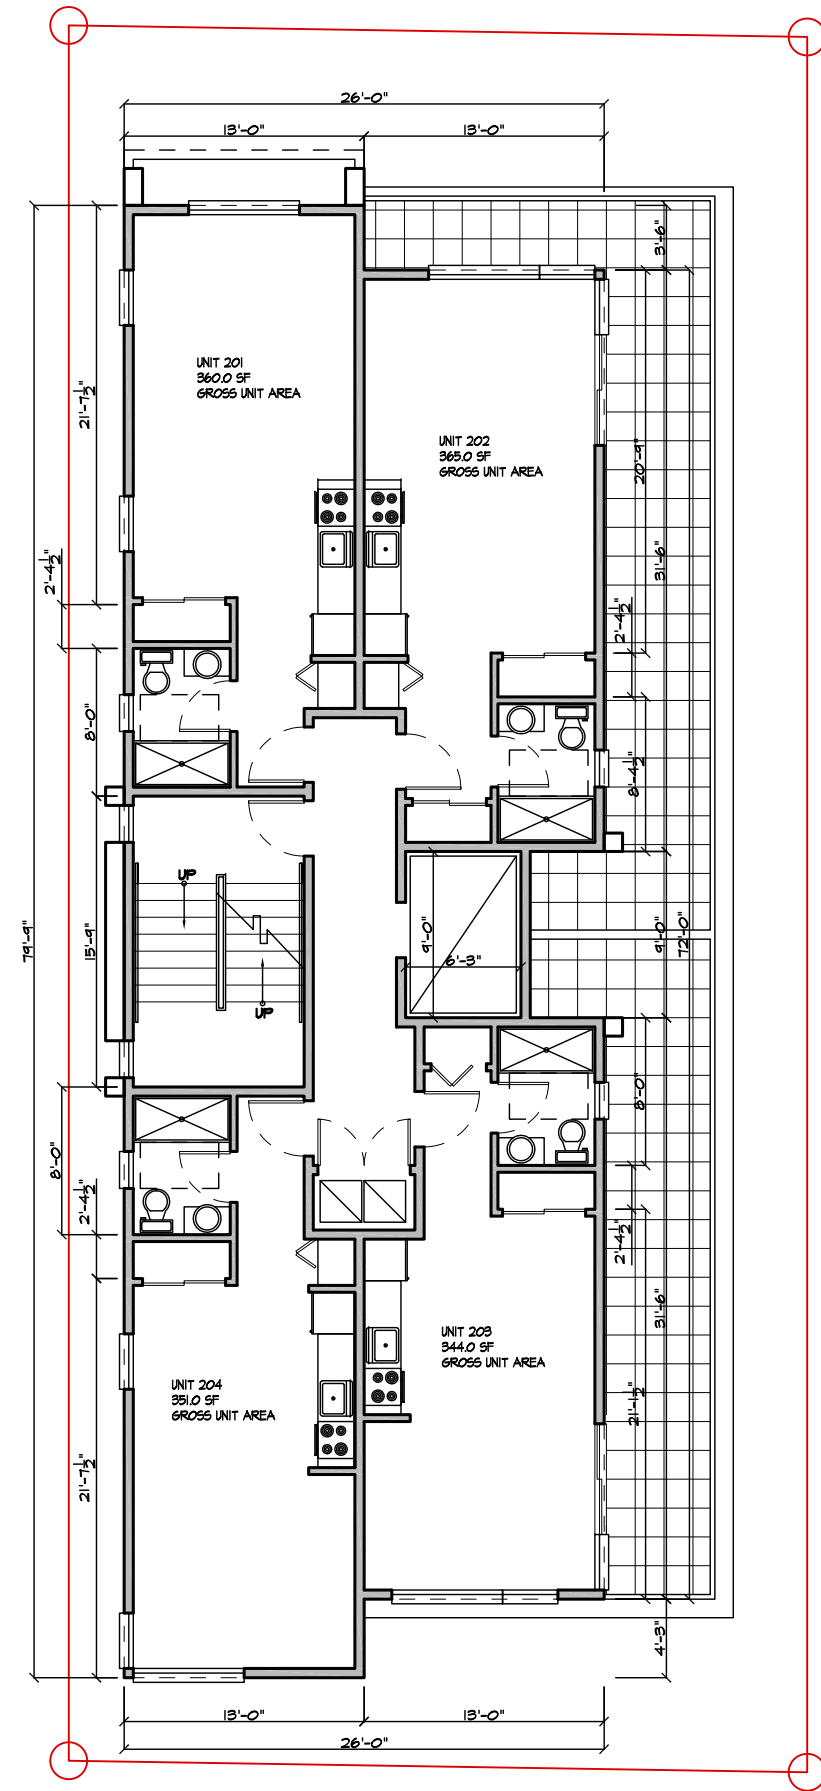 26'-0"
13'-0"
13'-0"
3'-6"
UNIT 201
360.0 SF
GROSS UNIT AREA
21'-7½"
UNIT 202
365.0 SF
GROSS UNIT AREA
20'-9"
31'-6"
2'-4½"
2'-4½"
8'-0"
8'-4½"
UP
79'-9"
15'-9"
9'-0"
6'-3"
9'-0"
72'-0"
UP
8'-0"
8'-0"
2'-4½"
2'-4½"
31'-6"
UNIT 203
344.0 SF
GROSS UNIT AREA
UNIT 204
351.0 SF
GROSS UNIT AREA
21'-1½"
21'-7½"
4'-3"
13'-0"
13'-0"
26'-0"